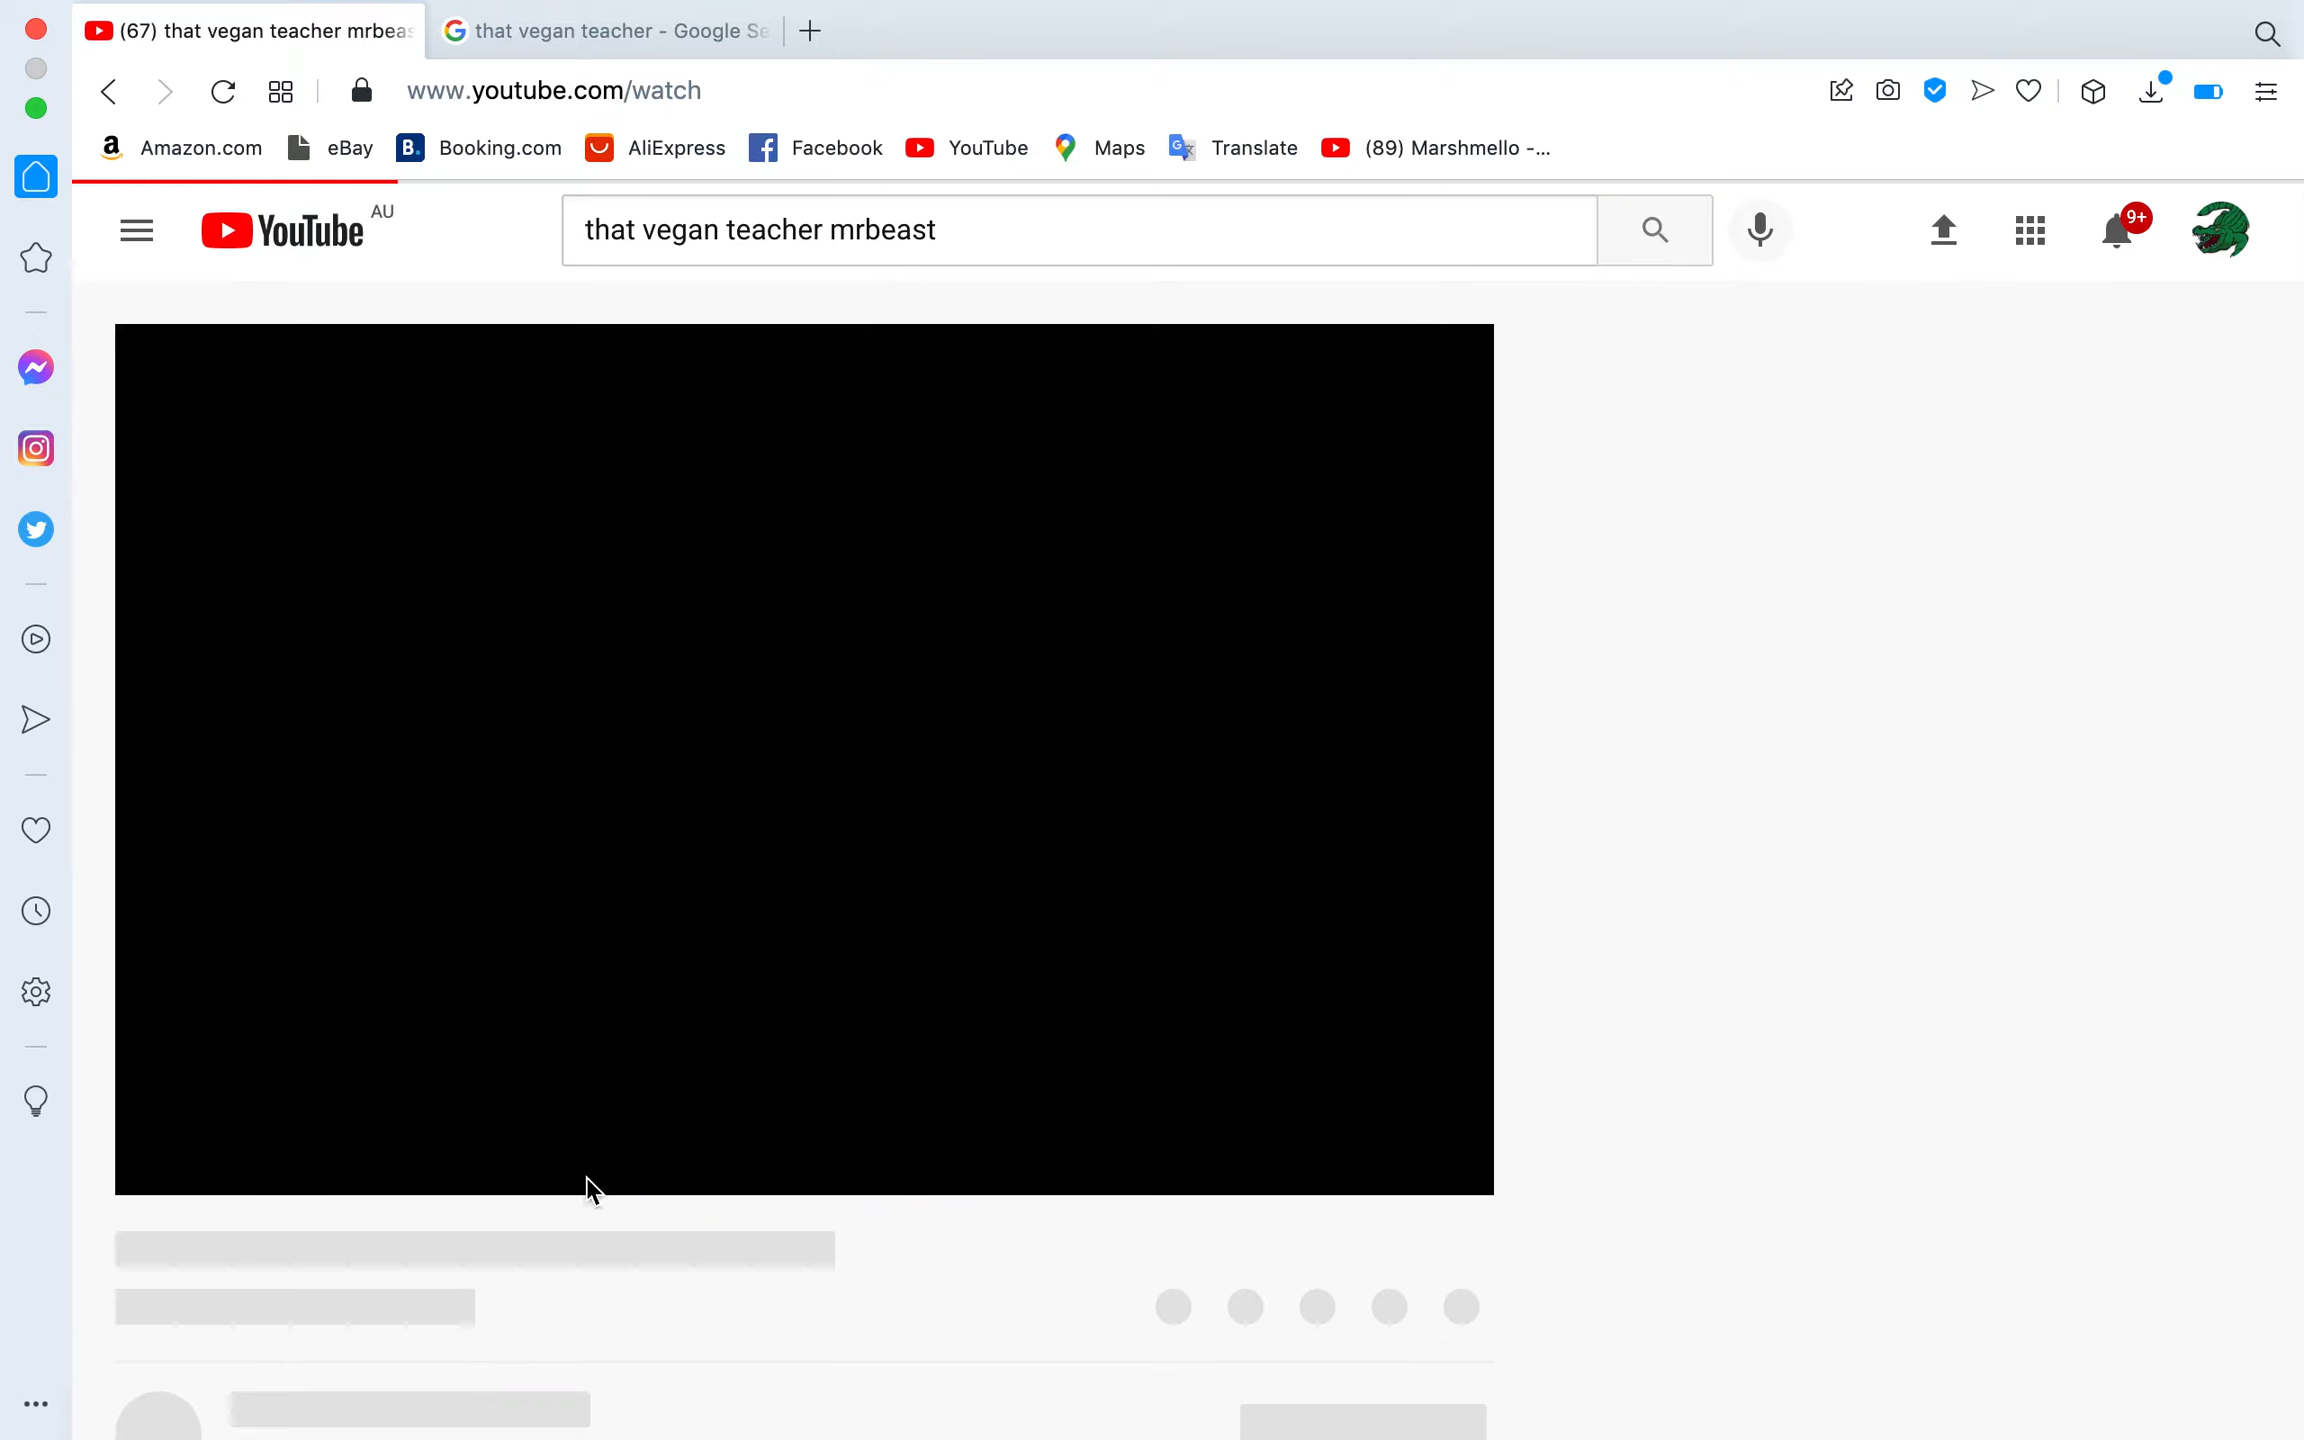 (67) that vegan teacher mrbeas
that vegan teacher - Google Se
www.youtube.com/watch
Amazon.com
eBay
B. Booking.com
AliExpress
Facebook
YouTube
Maps
Translate
(89) Marshmello -...
YouTube AU
that vegan teacher mrbeast
9+